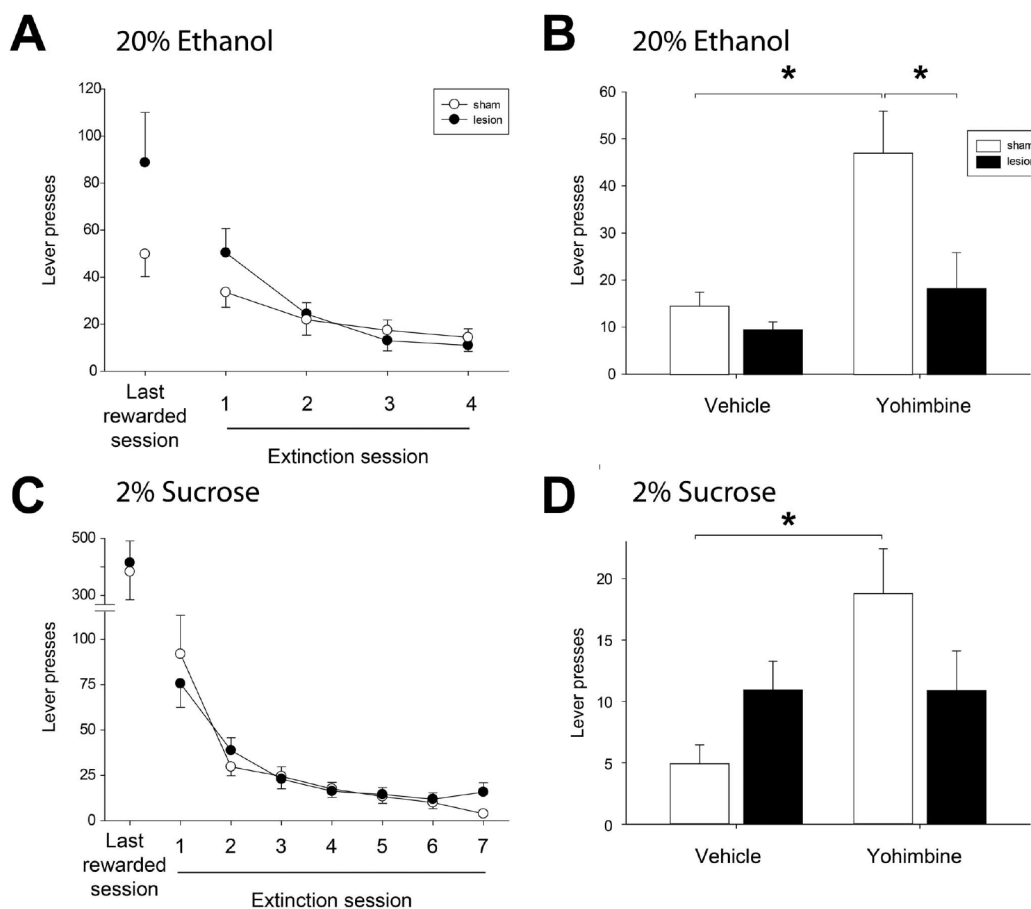 A
20% Ethanol
120
100
80
60
40
20
0
Lever presses
sham
lesion
Last
rewarded
session
1
2
3
4
Extinction session
B
20% Ethanol
*
*
60
50
40
30
20
10
0
Lever presses
sham
lesion
Vehicle
Yohimbine
C
2% Sucrose
500
300
100
75
50
25
0
Lever presses
Last
rewarded
session
1
2
3
4
5
6
7
Extinction session
D
2% Sucrose
*
20
15
10
5
0
Lever presses
Vehicle
Yohimbine